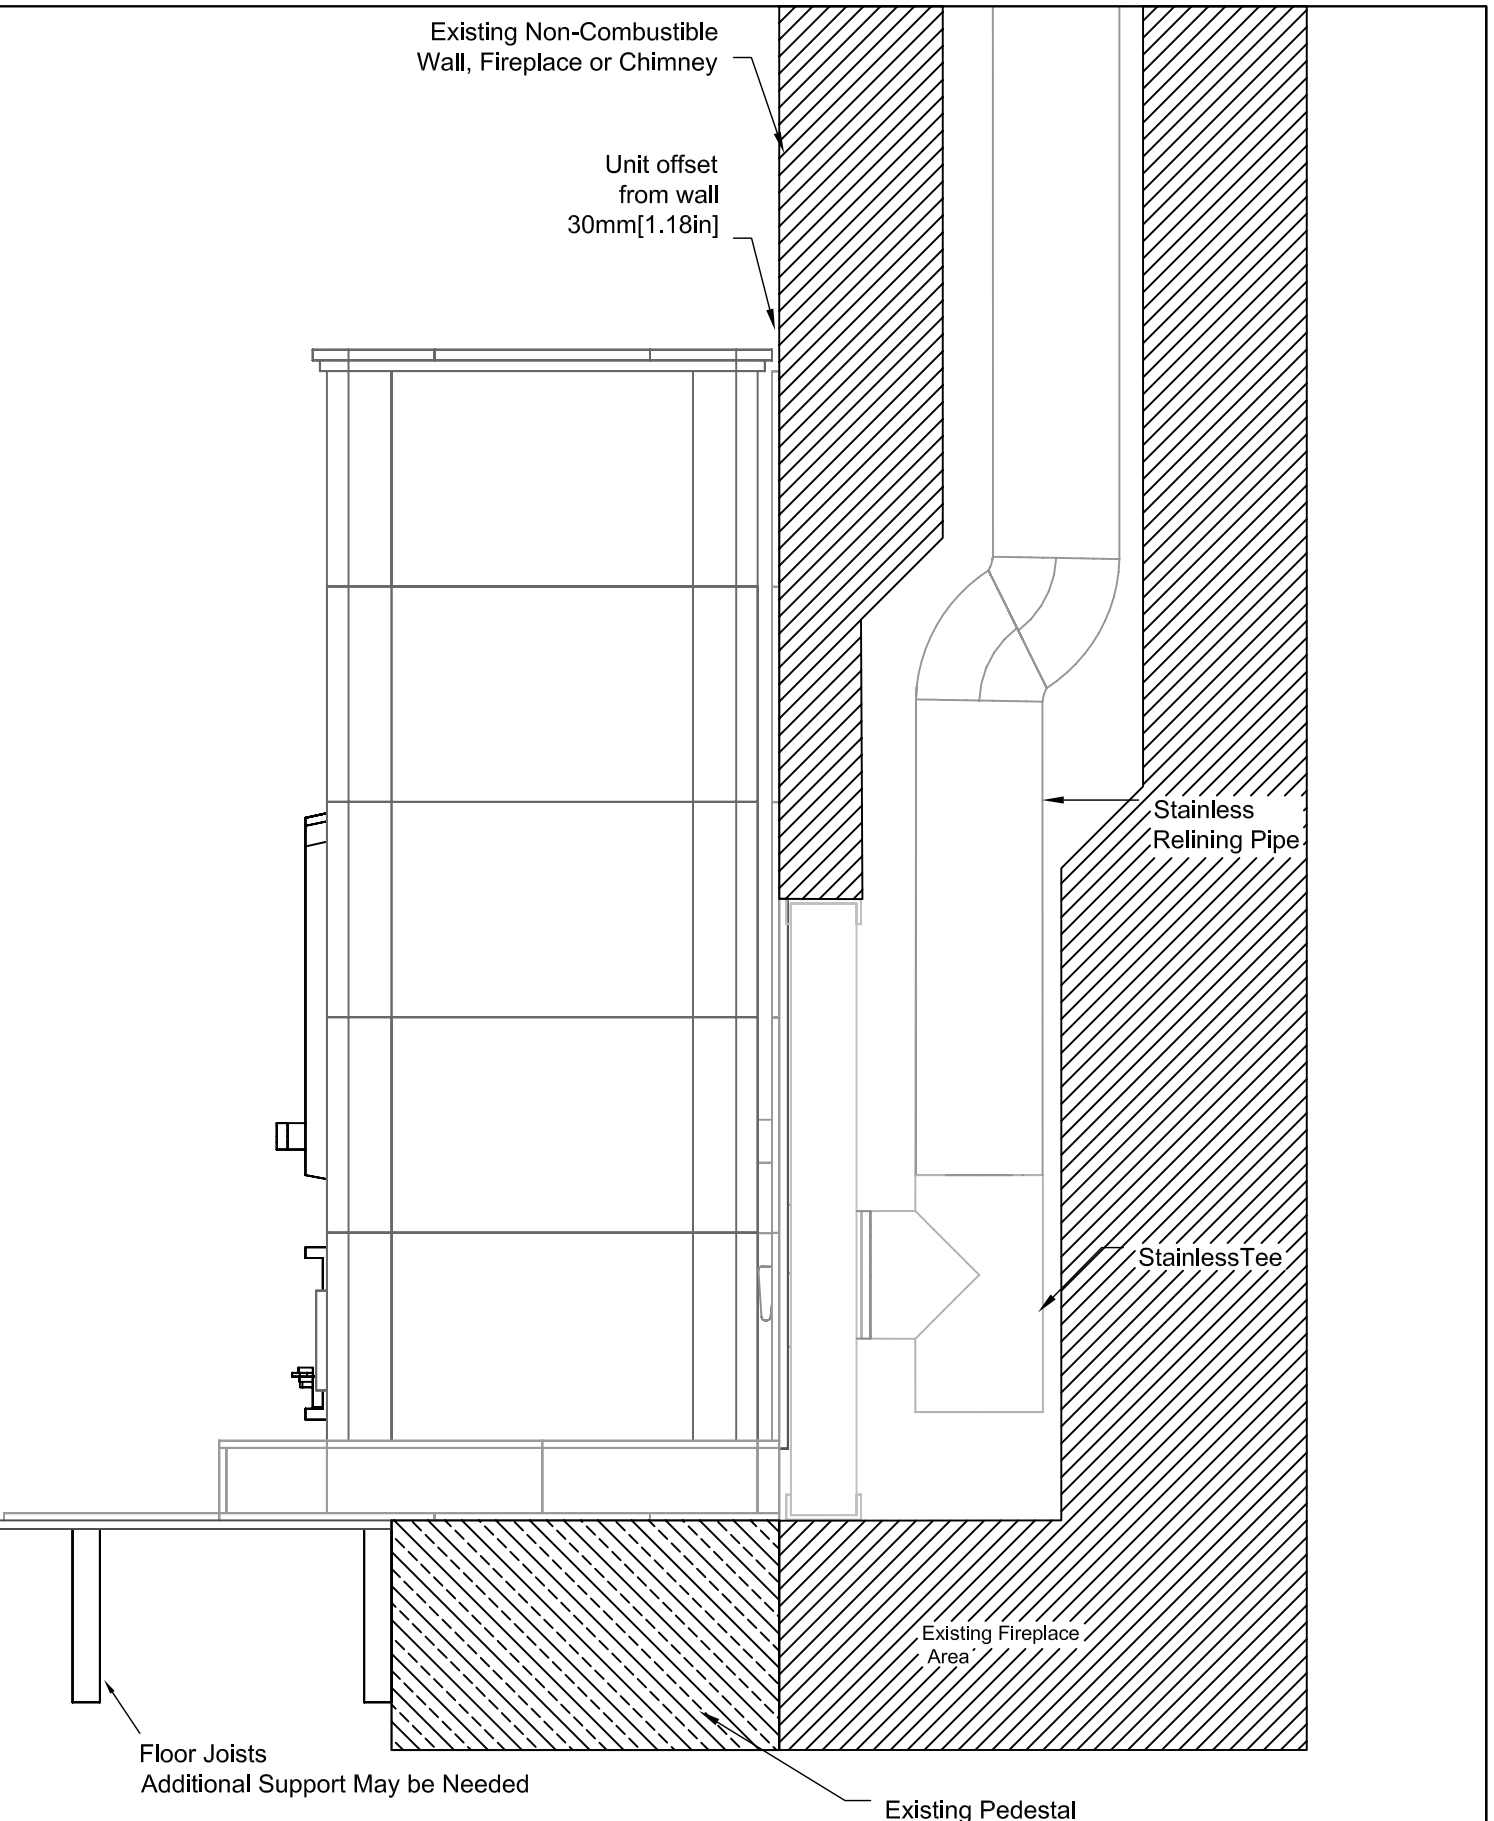 Existing Non-Combustible
Wall, Fireplace or Chimney
Unit offset
from wall
30mm[1.18in]
Stainless
Relining Pipe
StainlessTee
Existing Fireplace
Area
Floor Joists
Additional Support May be Needed
Existing Pedestal